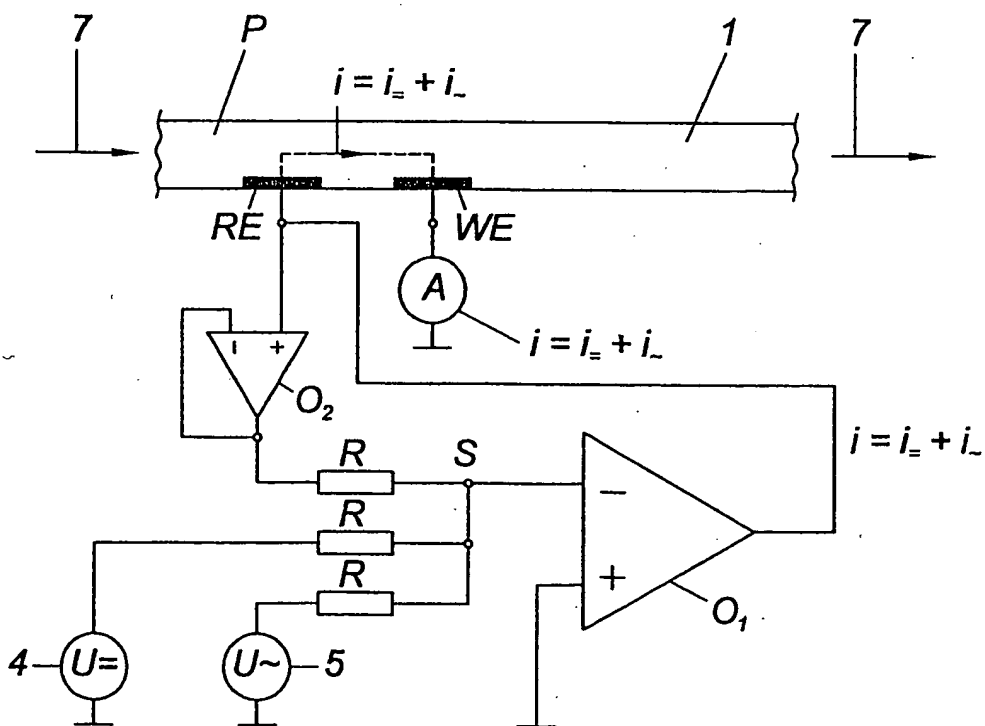 7 P 1 7
i = i₌ + i~
RE WE
A
i = i₌ + i~
− +
O₂
i = i₌ + i~
R S
−
R
+
R
O₁
4 U= U~ 5